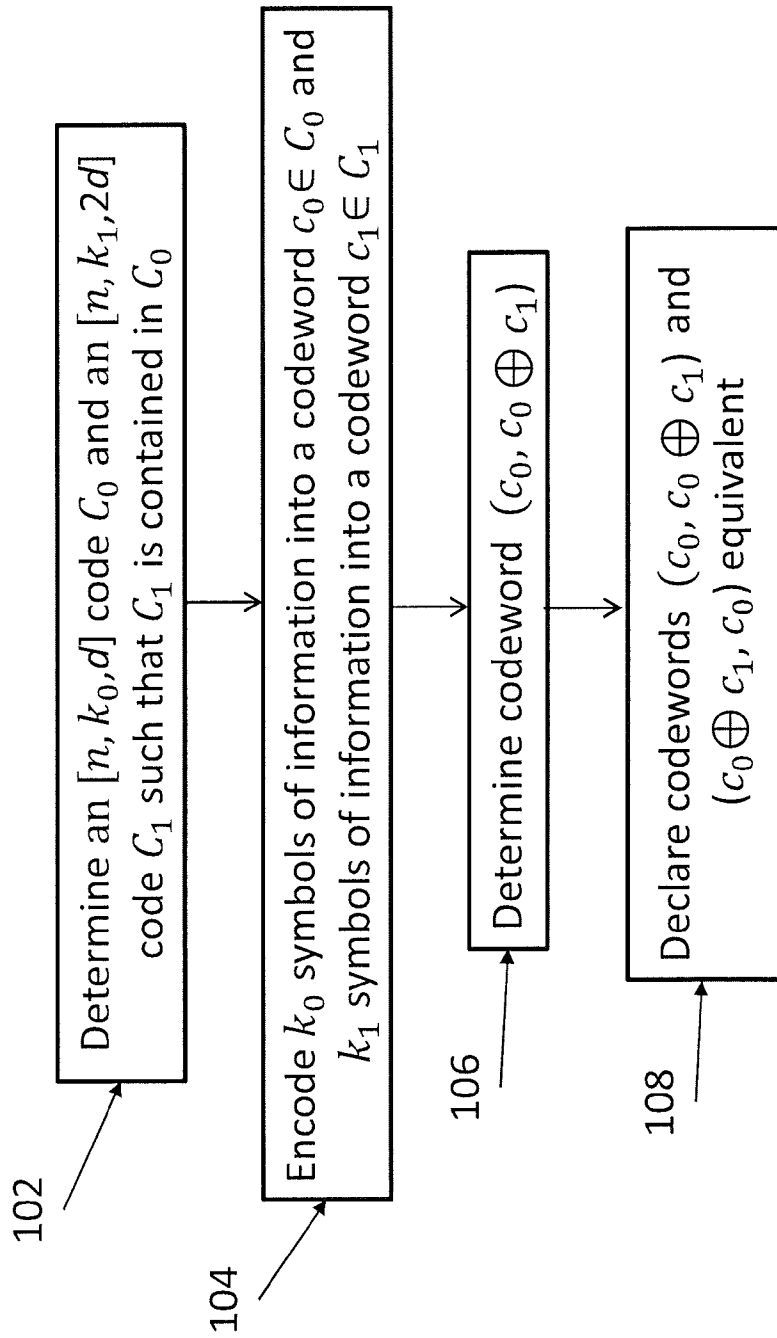 102
Determine an [n, k₀,d] code C₀ and an [n, k₁,2d]
code C₁ such that C₁ is contained in C₀
104
Encode k₀ symbols of information into a codeword c₀∈ C₀ and
k₁ symbols of information into a codeword c₁∈ C₁
106
Determine codeword (c₀, c₀ ⊕ c₁)
108
Declare codewords (c₀, c₀ ⊕ c₁) and
(c₀⊕ c₁, c₀) equivalent